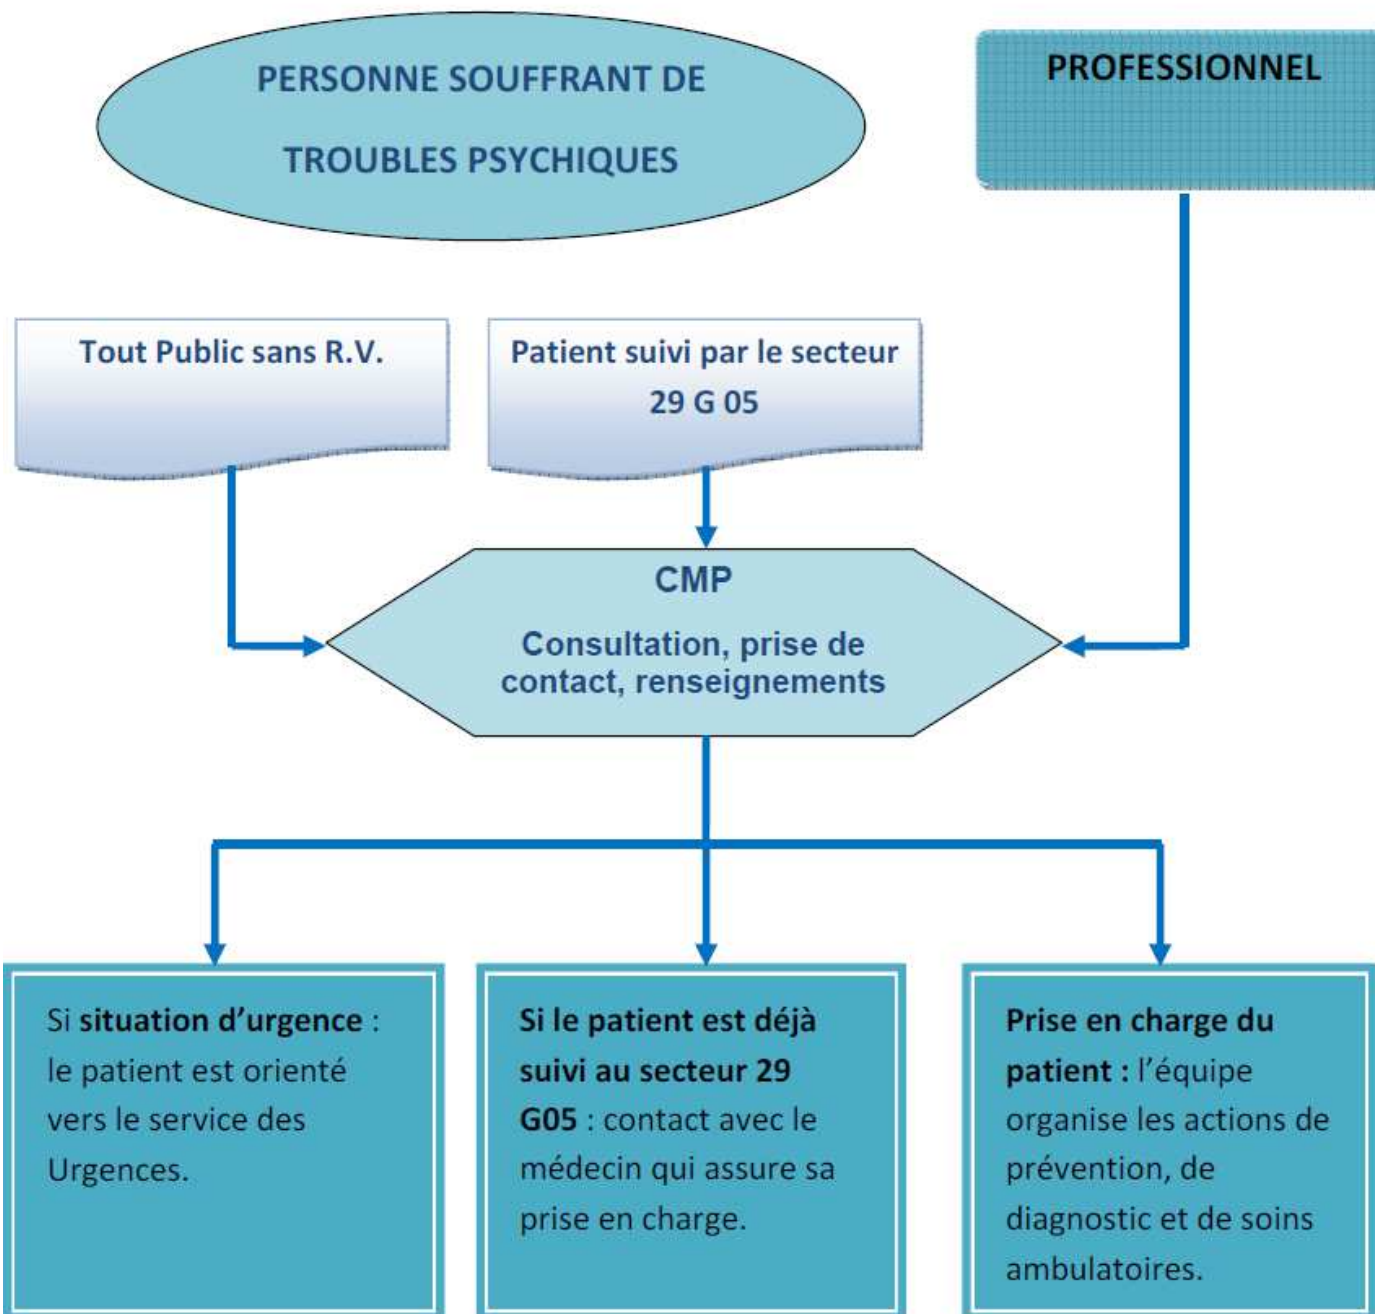 PERSONNE SOUFFRANT DE
TROUBLES PSYCHIQUES
PROFESSIONNEL
Tout Public sans R.V.
Patient suivi par le secteur
29 G 05
CMP
Consultation, prise de
contact, renseignements
Si situation d’urgence :
le patient est orienté
vers le service des
Urgences.
Si le patient est déjà
suivi au secteur 29
G05 : contact avec le
médecin qui assure sa
prise en charge.
Prise en charge du
patient : l’équipe
organise les actions de
prévention, de
diagnostic et de soins
ambulatoires.